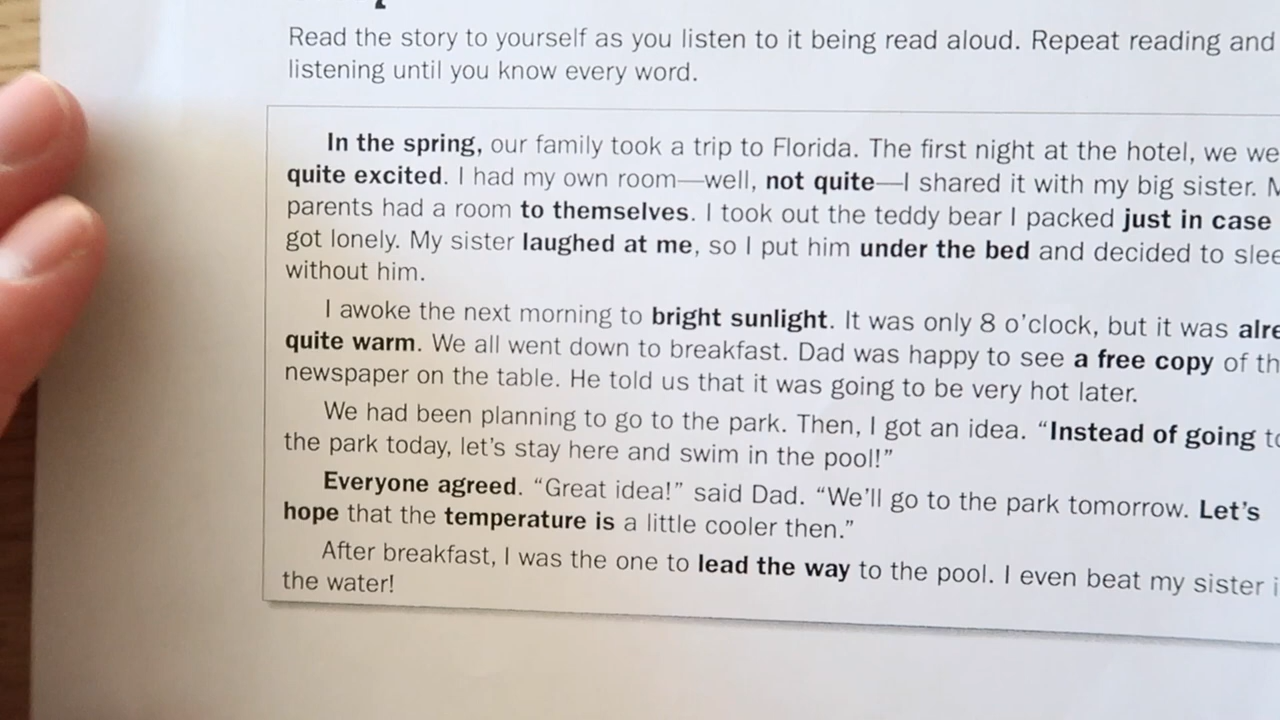 Read the story to yourself as you listen to it being read aloud. Repeat reading and
listening until you know every word.
In the spring, our family took a trip to Florida. The first night at the hotel, we
quite excited. I had my own room—well, not quite—I shared it with my big sister.
parents had a room to themselves. I took out the teddy bear I packed just in case
got lonely. My sister laughed at me, so I put him under the bed and decided to
without him.
I awoke the next morning to bright sunlight. It was only 8 o'clock, but it was
quite warm. We all went down to breakfast. Dad was happy to see a free copy of
newspaper on the table. He told us that it was going to be very hot later.
We had been planning to go to the park. Then, I got an idea. “Instead of going
the park today, let's stay here and swim in the pool!”
Everyone agreed. “Great idea!” said Dad. “We'll go to the park tomorrow. Let's
hope that the temperature is a little cooler then.”
After breakfast, I was the one to lead the way to the pool. I even beat my sister
the water!